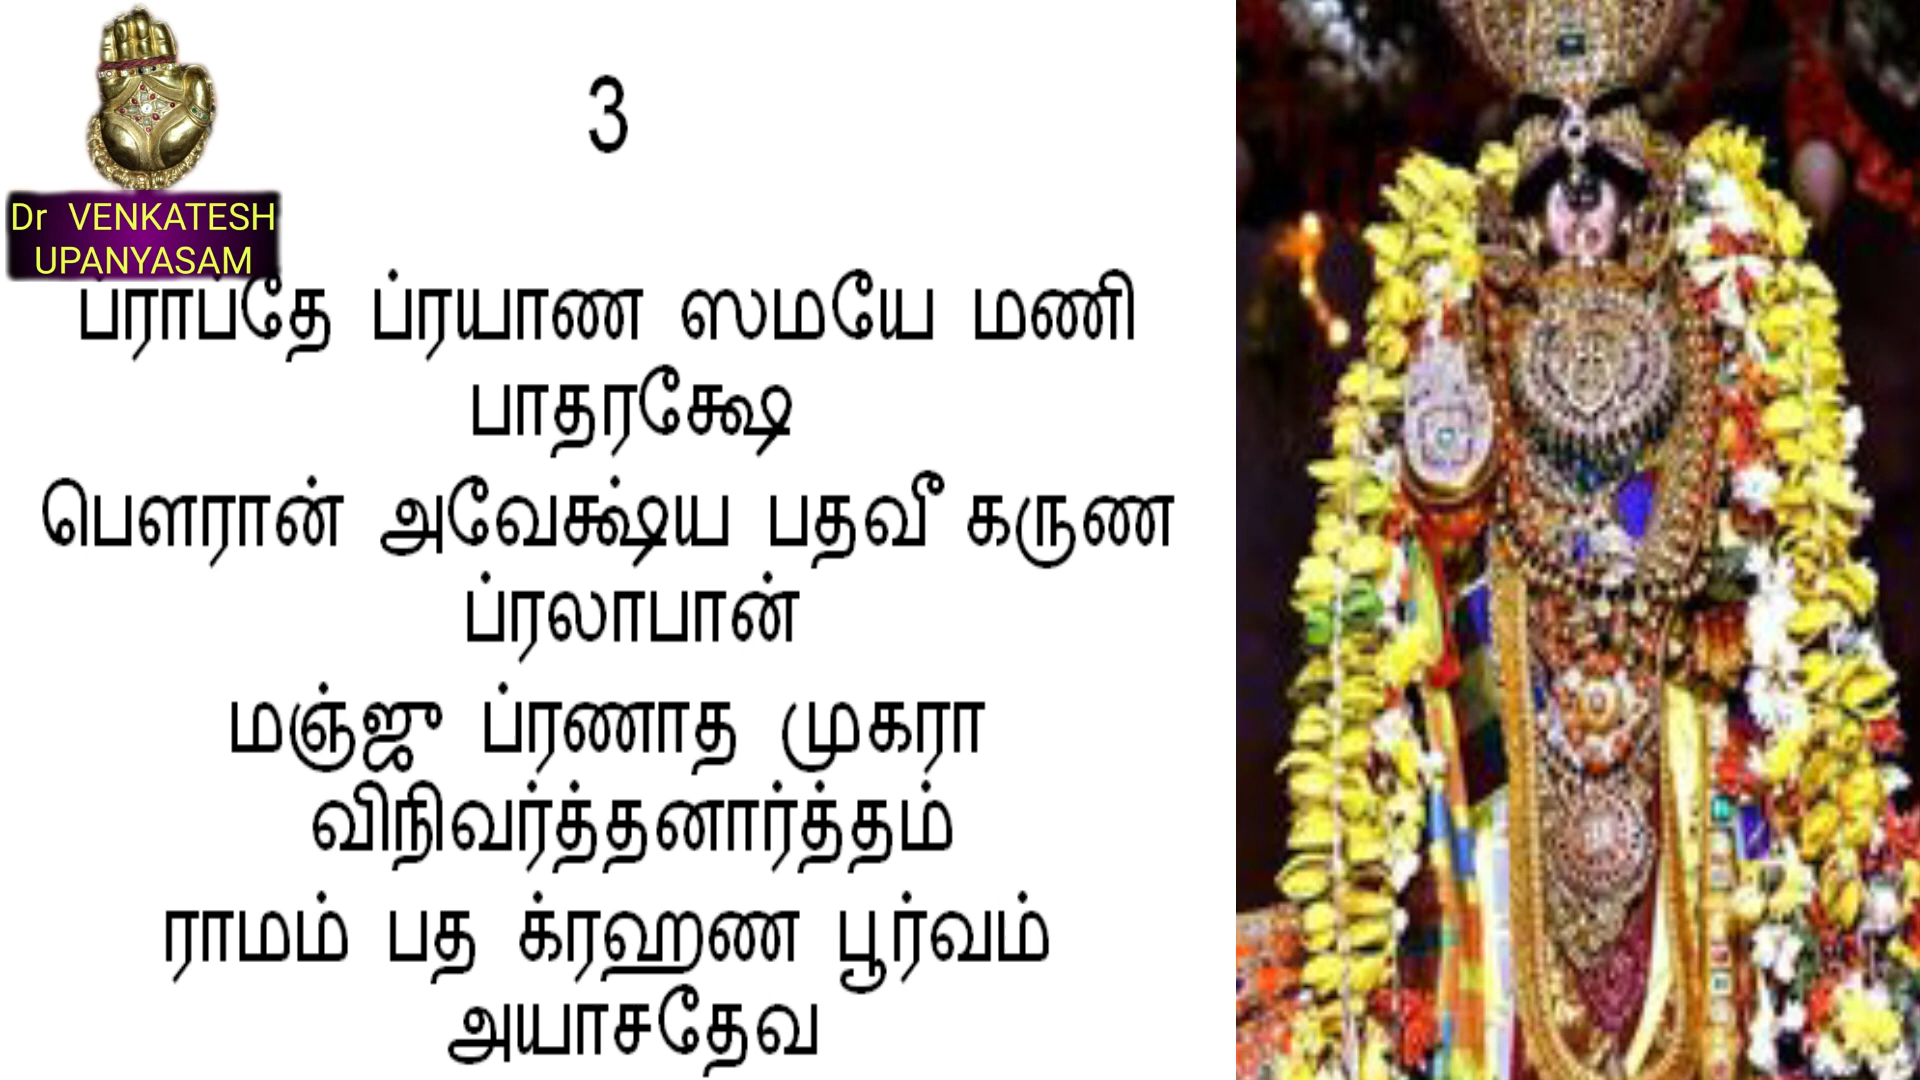 Dr VENKATESH
UPANYASAM
3
ப்ராப்தே ப்ரயாண ஸமயே மணி
பாதரக்ஷே
பௌரான் அவேக்ஷ்ய பதவீ கருண
ப்ரலாபான்
மஞ்ஜு ப்ரணாத முகரா
விநிவர்த்தனார்த்தம்
ராமம் பத க்ரஹண பூர்வம்
அயாசதேவ